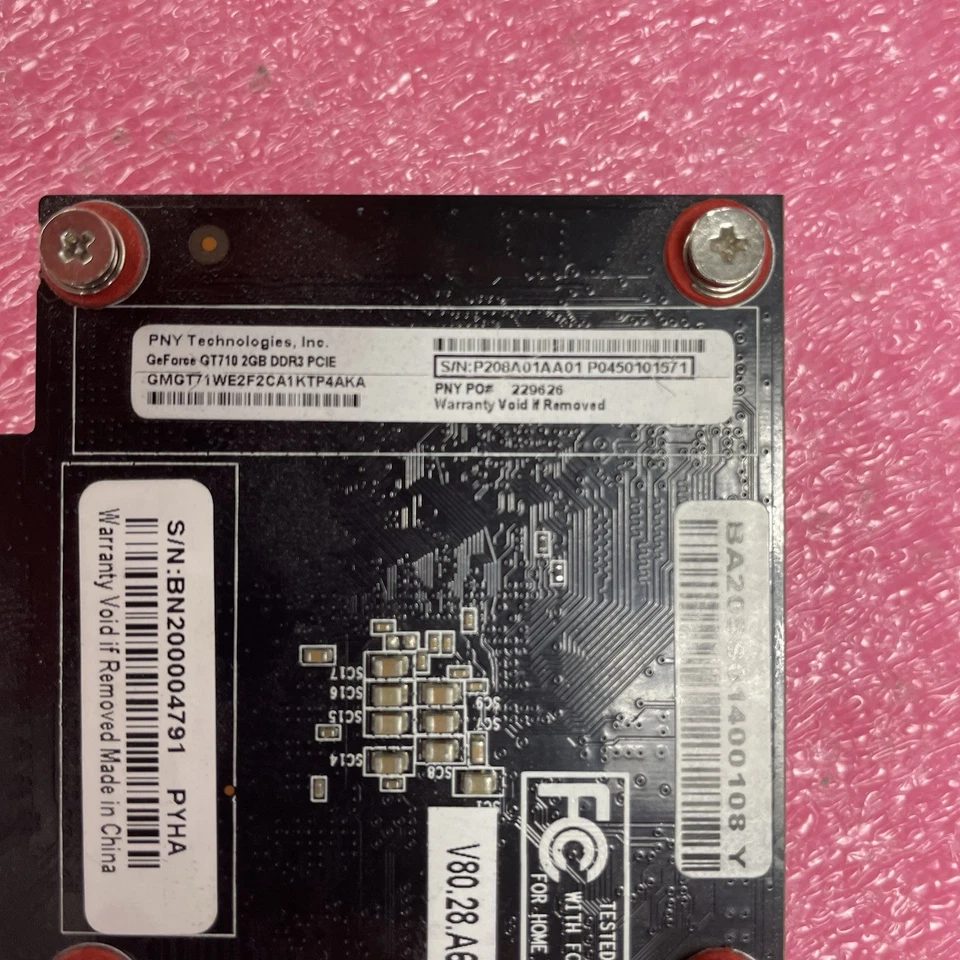 PNY Technologies, Inc.
GeForce GT710 2GB DDR3 PCIE
GMGT71WE2F2CA1KTP4AKA
S/N:P208A01AA01 P0450101571
PNY PO# 229626
Warranty Void if Removed
S/N:BN200004791 PYHA
Warranty Void if Removed Made in China
SC17
SC16
SC15
SC14
SC9
SC7
SC8
SC1
V80.28.A6
FC
TESTED
WITH FC
FOR HOME
Y